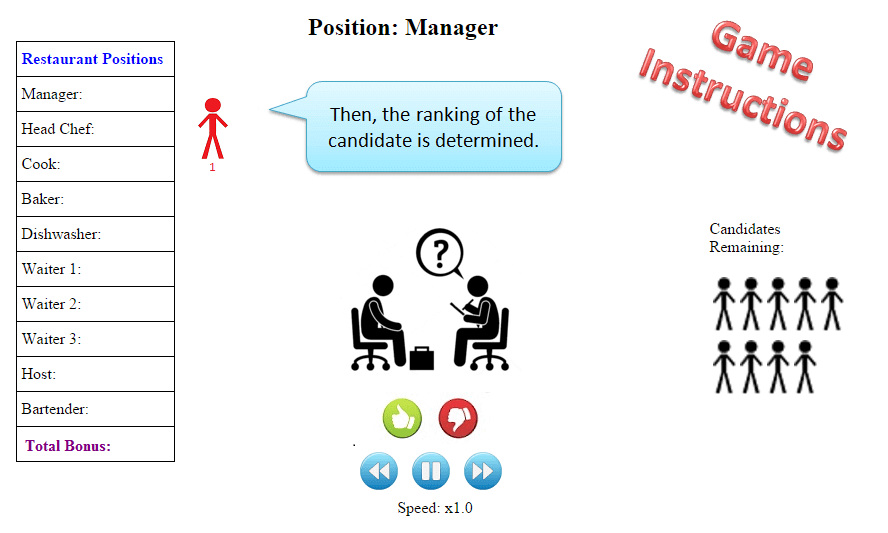 Position: Manager
Game
Instructions
Restaurant Positions
Manager:
Head Chef:
Cook:
Baker:
Dishwasher:
Waiter 1:
Waiter 2:
Waiter 3:
Host:
Bartender:
Total Bonus:
1
Then, the ranking of the
candidate is determined.
?
Candidates
Remaining:
.
Speed: x1.0